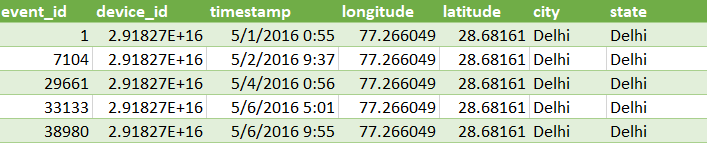 event_id device_id timestamp longitude latitude city state
1 2.91827E+16 5/1/2016 0:55 77.266049 28.68161 Delhi Delhi
7104 2.91827E+16 5/2/2016 9:37 77.266049 28.68161 Delhi Delhi
29661 2.91827E+16 5/4/2016 0:56 77.266049 28.68161 Delhi Delhi
33133 2.91827E+16 5/6/2016 5:01 77.266049 28.68161 Delhi Delhi
38980 2.91827E+16 5/6/2016 9:55 77.266049 28.68161 Delhi Delhi